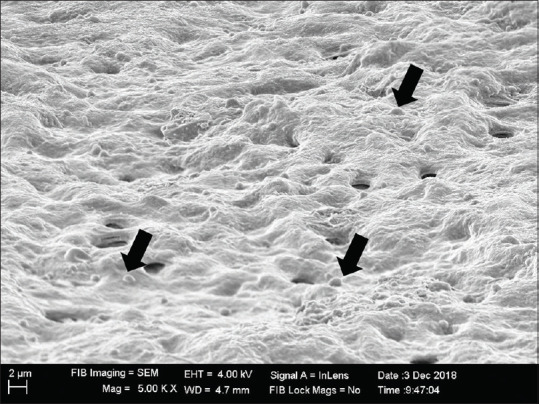 2 µm
FIB Imaging = SEM EHT = 4.00 kV Signal A = InLens Date :3 Dec 2018
Mag = 5.00 K X WD = 4.7 mm FIB Lock Mags = No Time :9:47:04